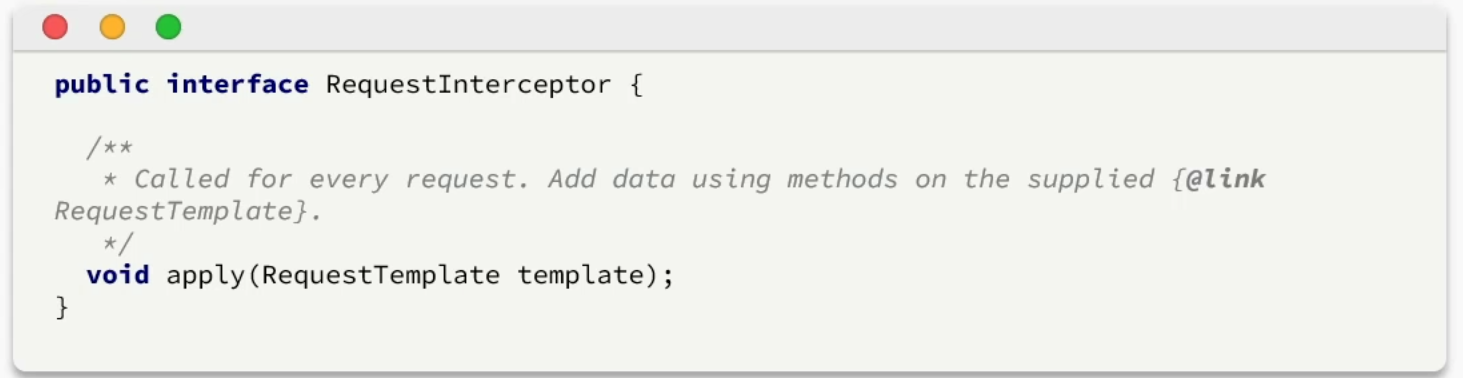 public interface RequestInterceptor {
/**
* Called for every request. Add data using methods on the supplied {@link
RequestTemplate}.
*/
void apply(RequestTemplate template);
}